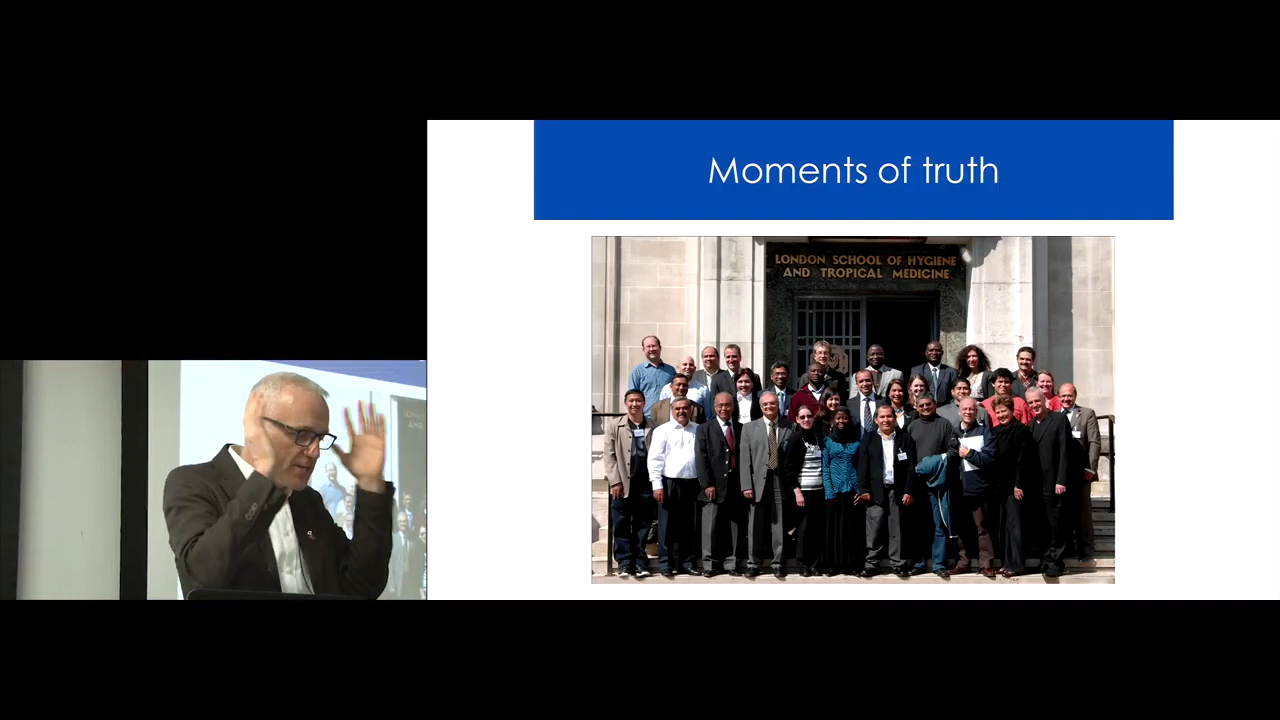 Moments of truth
LONDON SCHOOL OF HYGIENE
AND TROPICAL MEDICINE